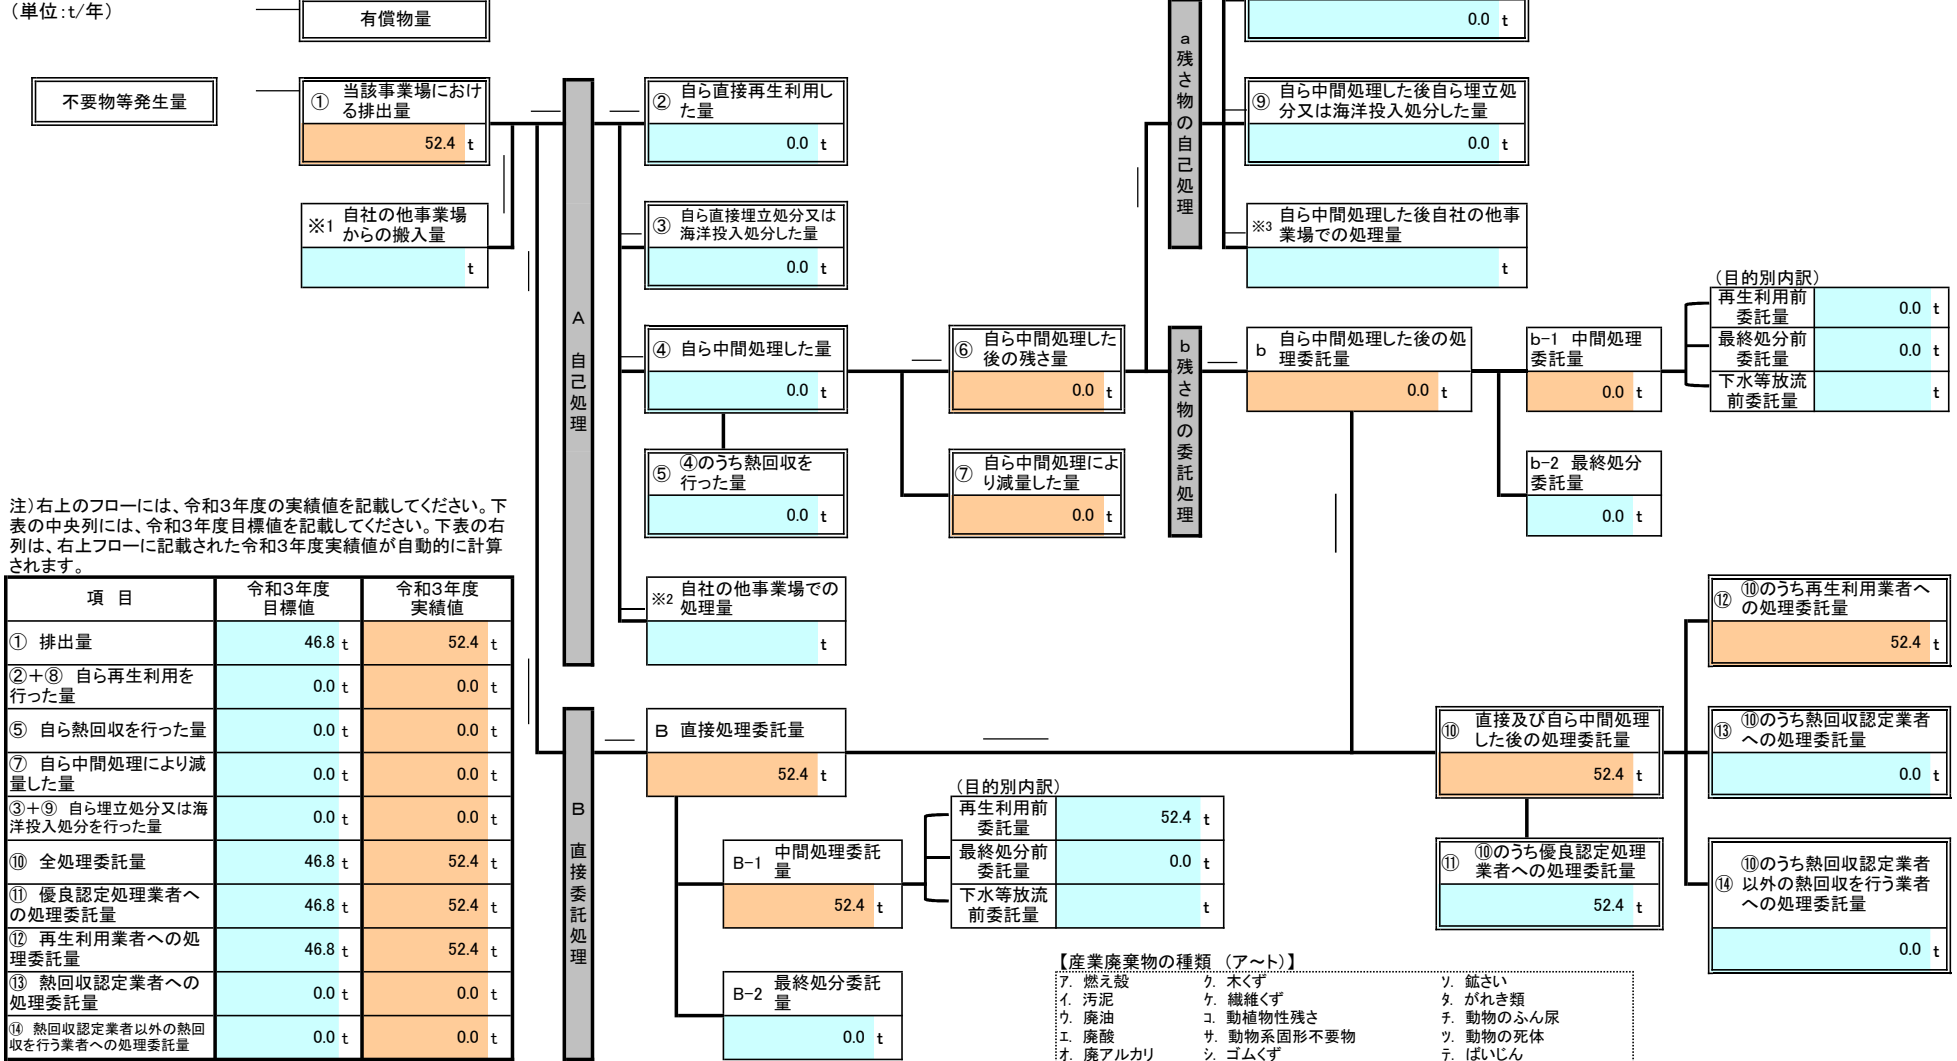 （単位：t/年）
有償物量
0.0 t
不要物等発生量
① 当該事業場におけ
る排出量
52.4 t
※1 自社の他事業場
からの搬入量
t
A
自己処理
② 自ら直接再生利用し
た量
0.0 t
③ 自ら直接埋立処分又は
海洋投入処分した量
0.0 t
④ 自ら中間処理した量
0.0 t
⑤ ④のうち熱回収を
行った量
0.0 t
※2 自社の他事業場での
処理量
t
⑥ 自ら中間処理した
後の残さ量
0.0 t
⑦ 自ら中間処理によ
り減量した量
0.0 t
a残さ物の自己処理
⑨ 自ら中間処理した後自ら埋立処
分又は海洋投入処分した量
0.0 t
※3 自ら中間処理した後自社の他事
業場での処理量
t
b残さ物の委託処理
b 自ら中間処理した後の処
理委託量
0.0 t
b-1 中間処理
委託量
0.0 t
b-2 最終処分
委託量
0.0 t
（目的別内訳）
再生利用前
委託量 0.0 t
最終処分前
委託量 0.0 t
下水等放流
前委託量 t
注）右上のフローには、令和3年度の実績値を記載してください。下
表の中央列には、令和3年度目標値を記載してください。下表の右
列は、右上フローに記載された令和3年度実績値が自動的に計算
されます。
項 目 令和3年度
目標値 令和3年度
実績値
① 排出量 46.8 t 52.4 t
②＋⑧ 自ら再生利用を
行った量 0.0 t 0.0 t
⑤ 自ら熱回収を行った量 0.0 t 0.0 t
⑦ 自ら中間処理により減
量した量 0.0 t 0.0 t
③＋⑨ 自ら埋立処分又は海
洋投入処分を行った量 0.0 t 0.0 t
⑩ 全処理委託量 46.8 t 52.4 t
⑪ 優良認定処理業者へ
の処理委託量 46.8 t 52.4 t
⑫ 再生利用業者への処
理委託量 46.8 t 52.4 t
⑬ 熱回収認定業者への
処理委託量 0.0 t 0.0 t
⑭ 熱回収認定業者以外の熱回
収を行う業者への処理委託量 0.0 t 0.0 t
B
直接委託処理
B 直接処理委託量
52.4 t
B-1 中間処理委託
量
52.4 t
B-2 最終処分委託
量
0.0 t
（目的別内訳）
再生利用前
委託量 52.4 t
最終処分前
委託量 0.0 t
下水等放流
前委託量 t
⑩ 直接及び自ら中間処理
した後の処理委託量
52.4 t
⑪ ⑩のうち優良認定処理
業者への処理委託量
52.4 t
⑫ ⑩のうち再生利用業者へ
の処理委託量
52.4 t
⑬ ⑩のうち熱回収認定業者
への処理委託量
0.0 t
⑭ ⑩のうち熱回収認定業者
以外の熱回収を行う業者
への処理委託量
0.0 t
【産業廃棄物の種類 （ア～ト）】
ア. 燃え殻 ク. 木くず ソ. 鉱さい
イ. 汚泥 ケ. 繊維くず タ. がれき類
ウ. 廃油 コ. 動植物性残さ チ. 動物のふん尿
エ. 廃酸 サ. 動物系固形不要物 ツ. 動物の死体
オ. 廃アルカリ シ. ゴムくず テ. ばいじん